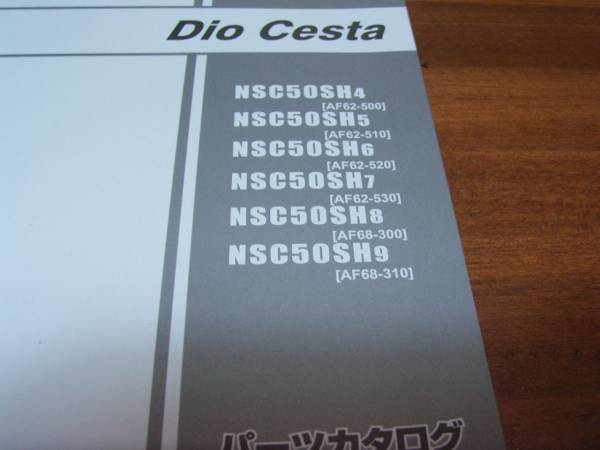 Dio Cesta
NSC50SH4
[AF62-500]
NSC50SH5
[AF62-510]
NSC50SH6
[AF62-520]
NSC50SH7
[AF62-530]
NSC50SH8
[AF68-300]
NSC50SH9
[AF68-310]
パーツカタログ